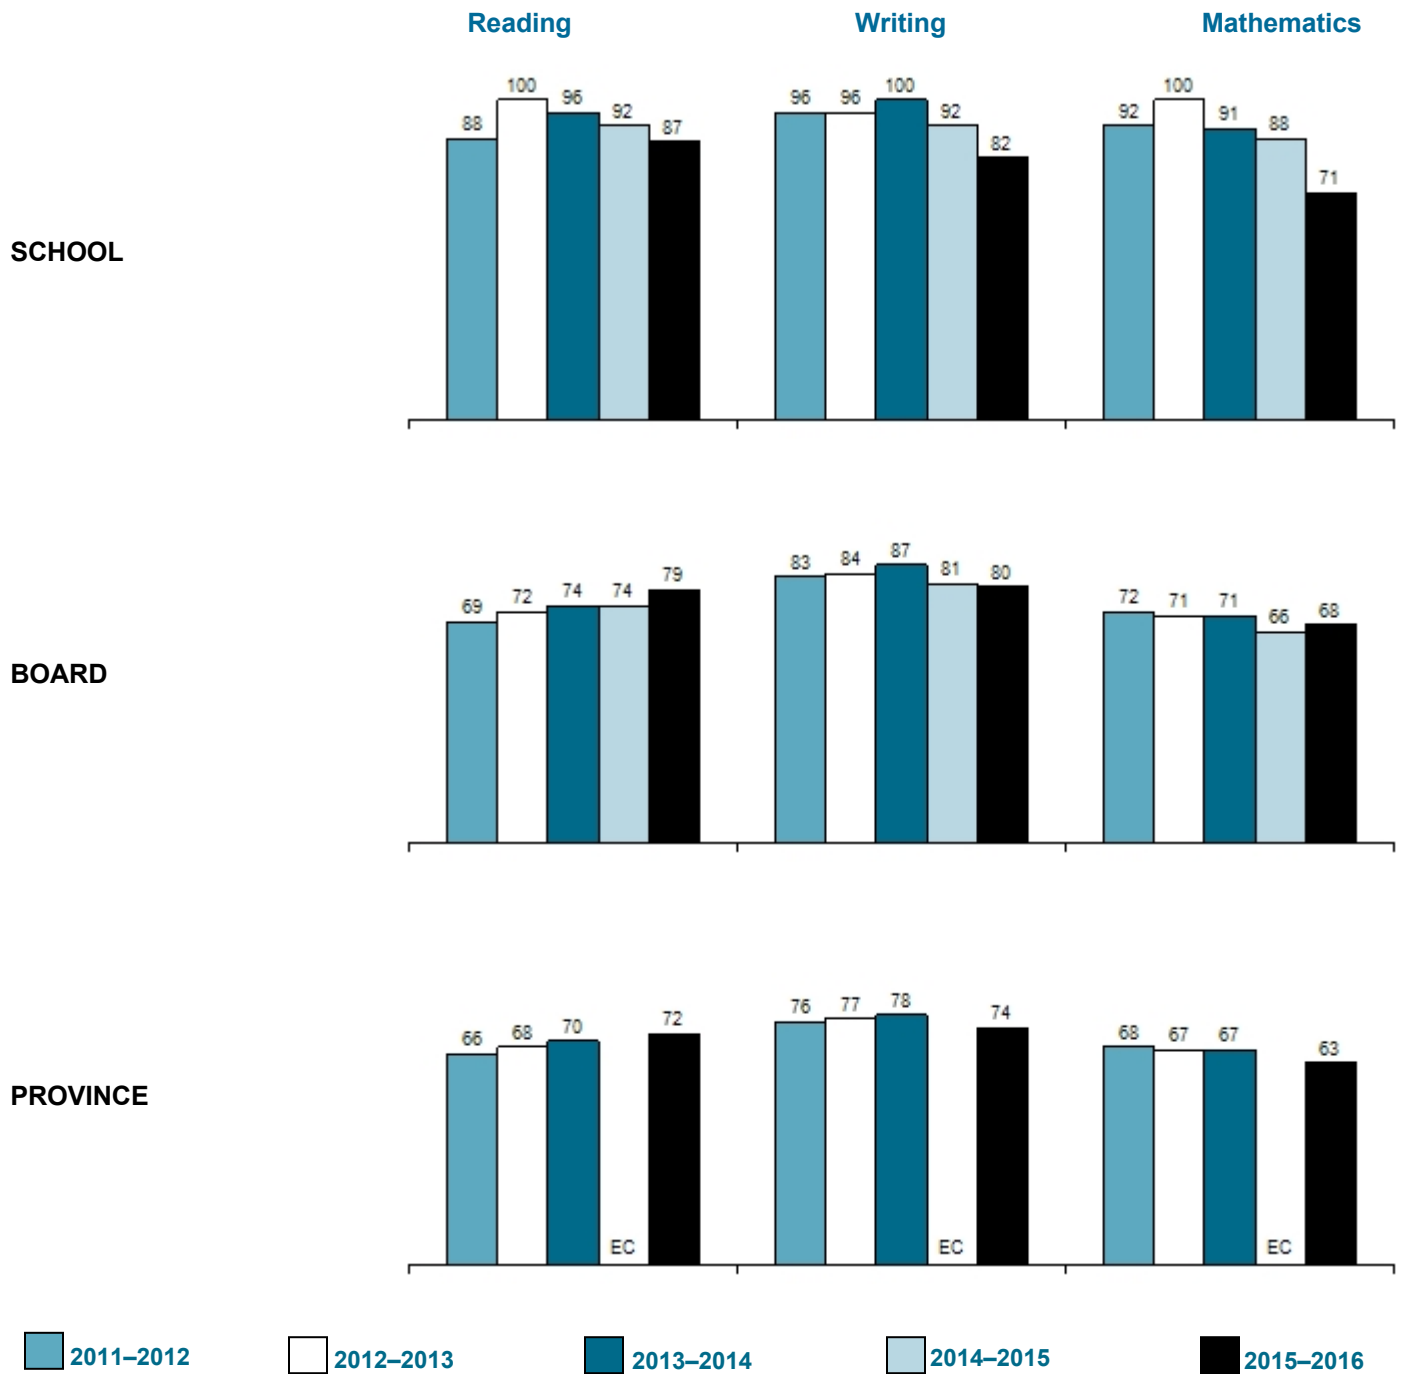 Reading Writing Mathematics
88 100 96 92 87 96 96 100 92 82 92 100 91 88 71
SCHOOL
69 72 74 74 79 83 84 87 81 80 72 71 71 66 68
BOARD
66 68 70 EC 72 76 77 78 EC 74 68 67 67 EC 63
PROVINCE
2011–2012 2012–2013 2013–2014 2014–2015 2015–2016